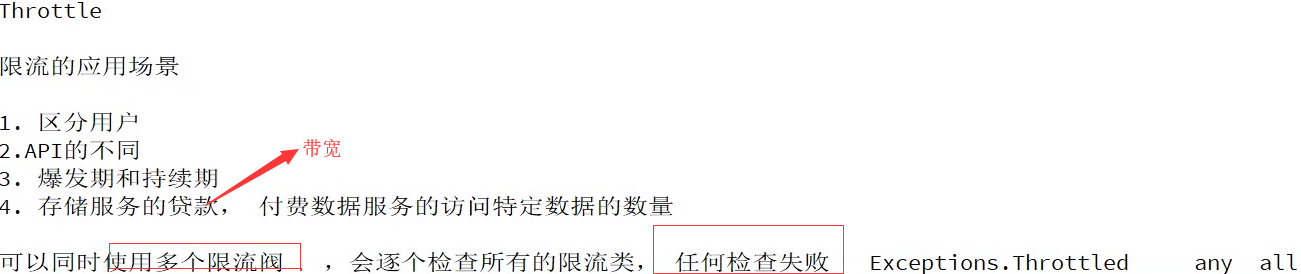 Throttle
限流的应用场景
1. 区分用户
2.API的不同
带宽
3. 爆发期和持续期
4. 存储服务的贷款， 付费数据服务的访问特定数据的数量
可以同时使用多个限流阀 ，会逐个检查所有的限流类， 任何检查失败 Exceptions.Throttled any all